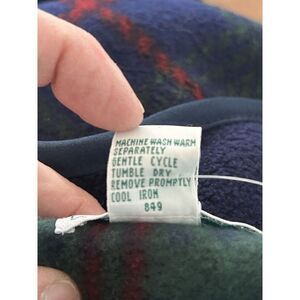 MACHINE WASH WARM
SEPARATELY
GENTLE CYCLE
TUMBLE DRY
REMOVE PROMPTLY
COOL IRON
849